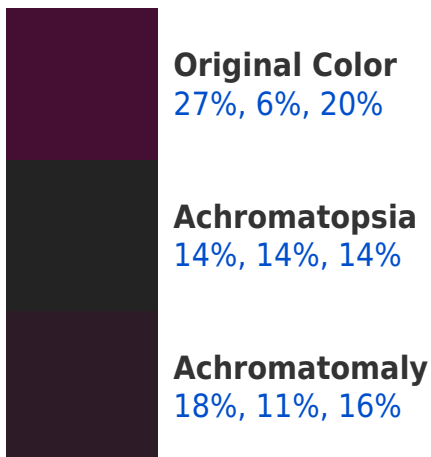 Original Color
27%, 6%, 20%
Achromatopsia
14%, 14%, 14%
Achromatomaly
18%, 11%, 16%